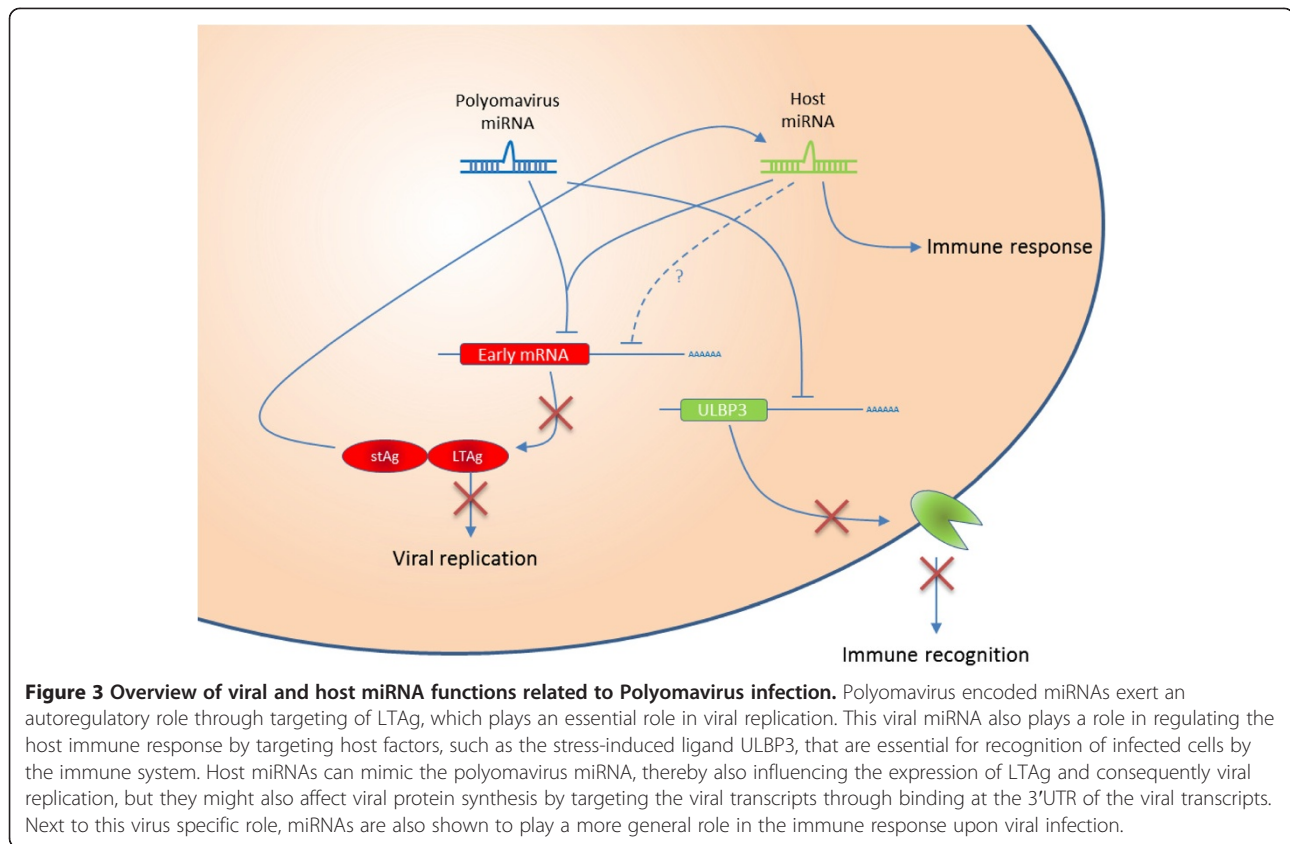 Polyomavirus
miRNA
Host
miRNA
Immune response
?
Early mRNA
AAAAAA
ULBP3
AAAAAA
stAg
LTAg
Viral replication
Immune recognition
Figure 3 Overview of viral and host miRNA functions related to Polyomavirus infection. Polyomavirus encoded miRNAs exert an
autoregulatory role through targeting of LTAg, which plays an essential role in viral replication. This viral miRNA also plays a role in regulating the
host immune response by targeting host factors, such as the stress-induced ligand ULBP3, that are essential for recognition of infected cells by
the immune system. Host miRNAs can mimic the polyomavirus miRNA, thereby also influencing the expression of LTAg and consequently viral
replication, but they might also affect viral protein synthesis by targeting the viral transcripts through binding at the 3′UTR of the viral transcripts.
Next to this virus specific role, miRNAs are also shown to play a more general role in the immune response upon viral infection.